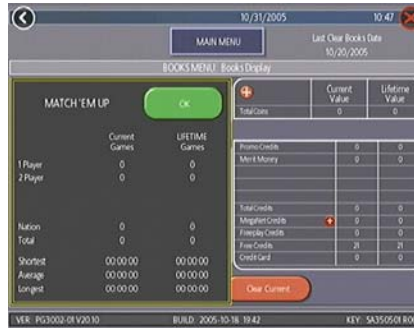 10/31/2005 10:47
MAIN MENU
Last Clear Books Date
10/20/2005
BOOKS MENU: Books Display
MATCH 'EM UP
OK
Current Games
LIFETIME Games
1 Player 0 0
2 Player 0 0
Nation 0 0
Total 0 0
Shortest 00:00:00 00:00:00
Average 00:00:00 00:00:00
Longest 00:00:00 00:00:00
Current Value
Lifetime Value
Total Coins 0 0
Promo Credits 0 0
Merit Money 0 0
Total Credits 0 0
MegaNet Credits 0 0
Freeplay Credits 0 0
Free Credits 21 21
Credit Card 0 0
Clear Current
VER: PG3002-01 V20.10 BUILD: 2005-10-18 19:42 KEY: SA350501 R0